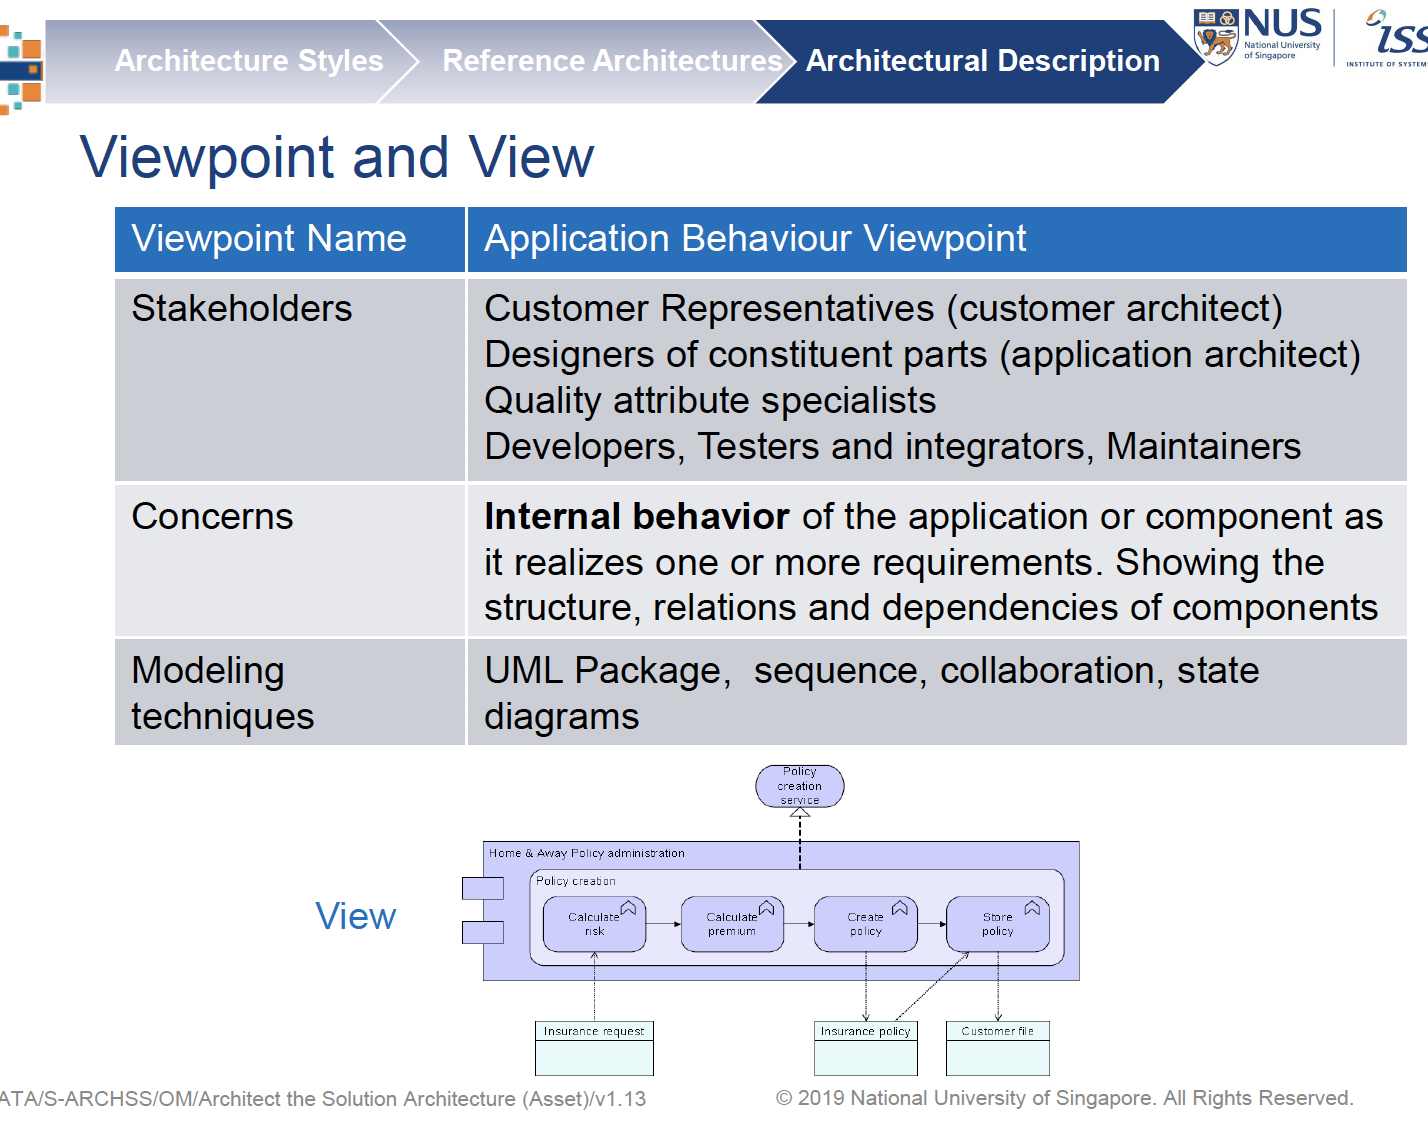 Architecture Styles
Reference Architectures
Architectural Description
NUS
National University
of Singapore
iss
INSTITUTE OF SYSTEMS
Viewpoint and View
Viewpoint Name
Application Behaviour Viewpoint
Stakeholders
Customer Representatives (customer architect)
Designers of constituent parts (application architect)
Quality attribute specialists
Developers, Testers and integrators, Maintainers
Concerns
Internal behavior of the application or component as
it realizes one or more requirements. Showing the
structure, relations and dependencies of components
Modeling
techniques
UML Package, sequence, collaboration, state
diagrams
Policy
creation
service
Home & Away Policy administration
Policy creation
View
Calculate
risk
Calculate
premium
Create
policy
Store
policy
Insurance request
Insurance policy
Customer file
ATA/S-ARCHSS/OM/Architect the Solution Architecture (Asset)/v1.13
© 2019 National University of Singapore. All Rights Reserved.